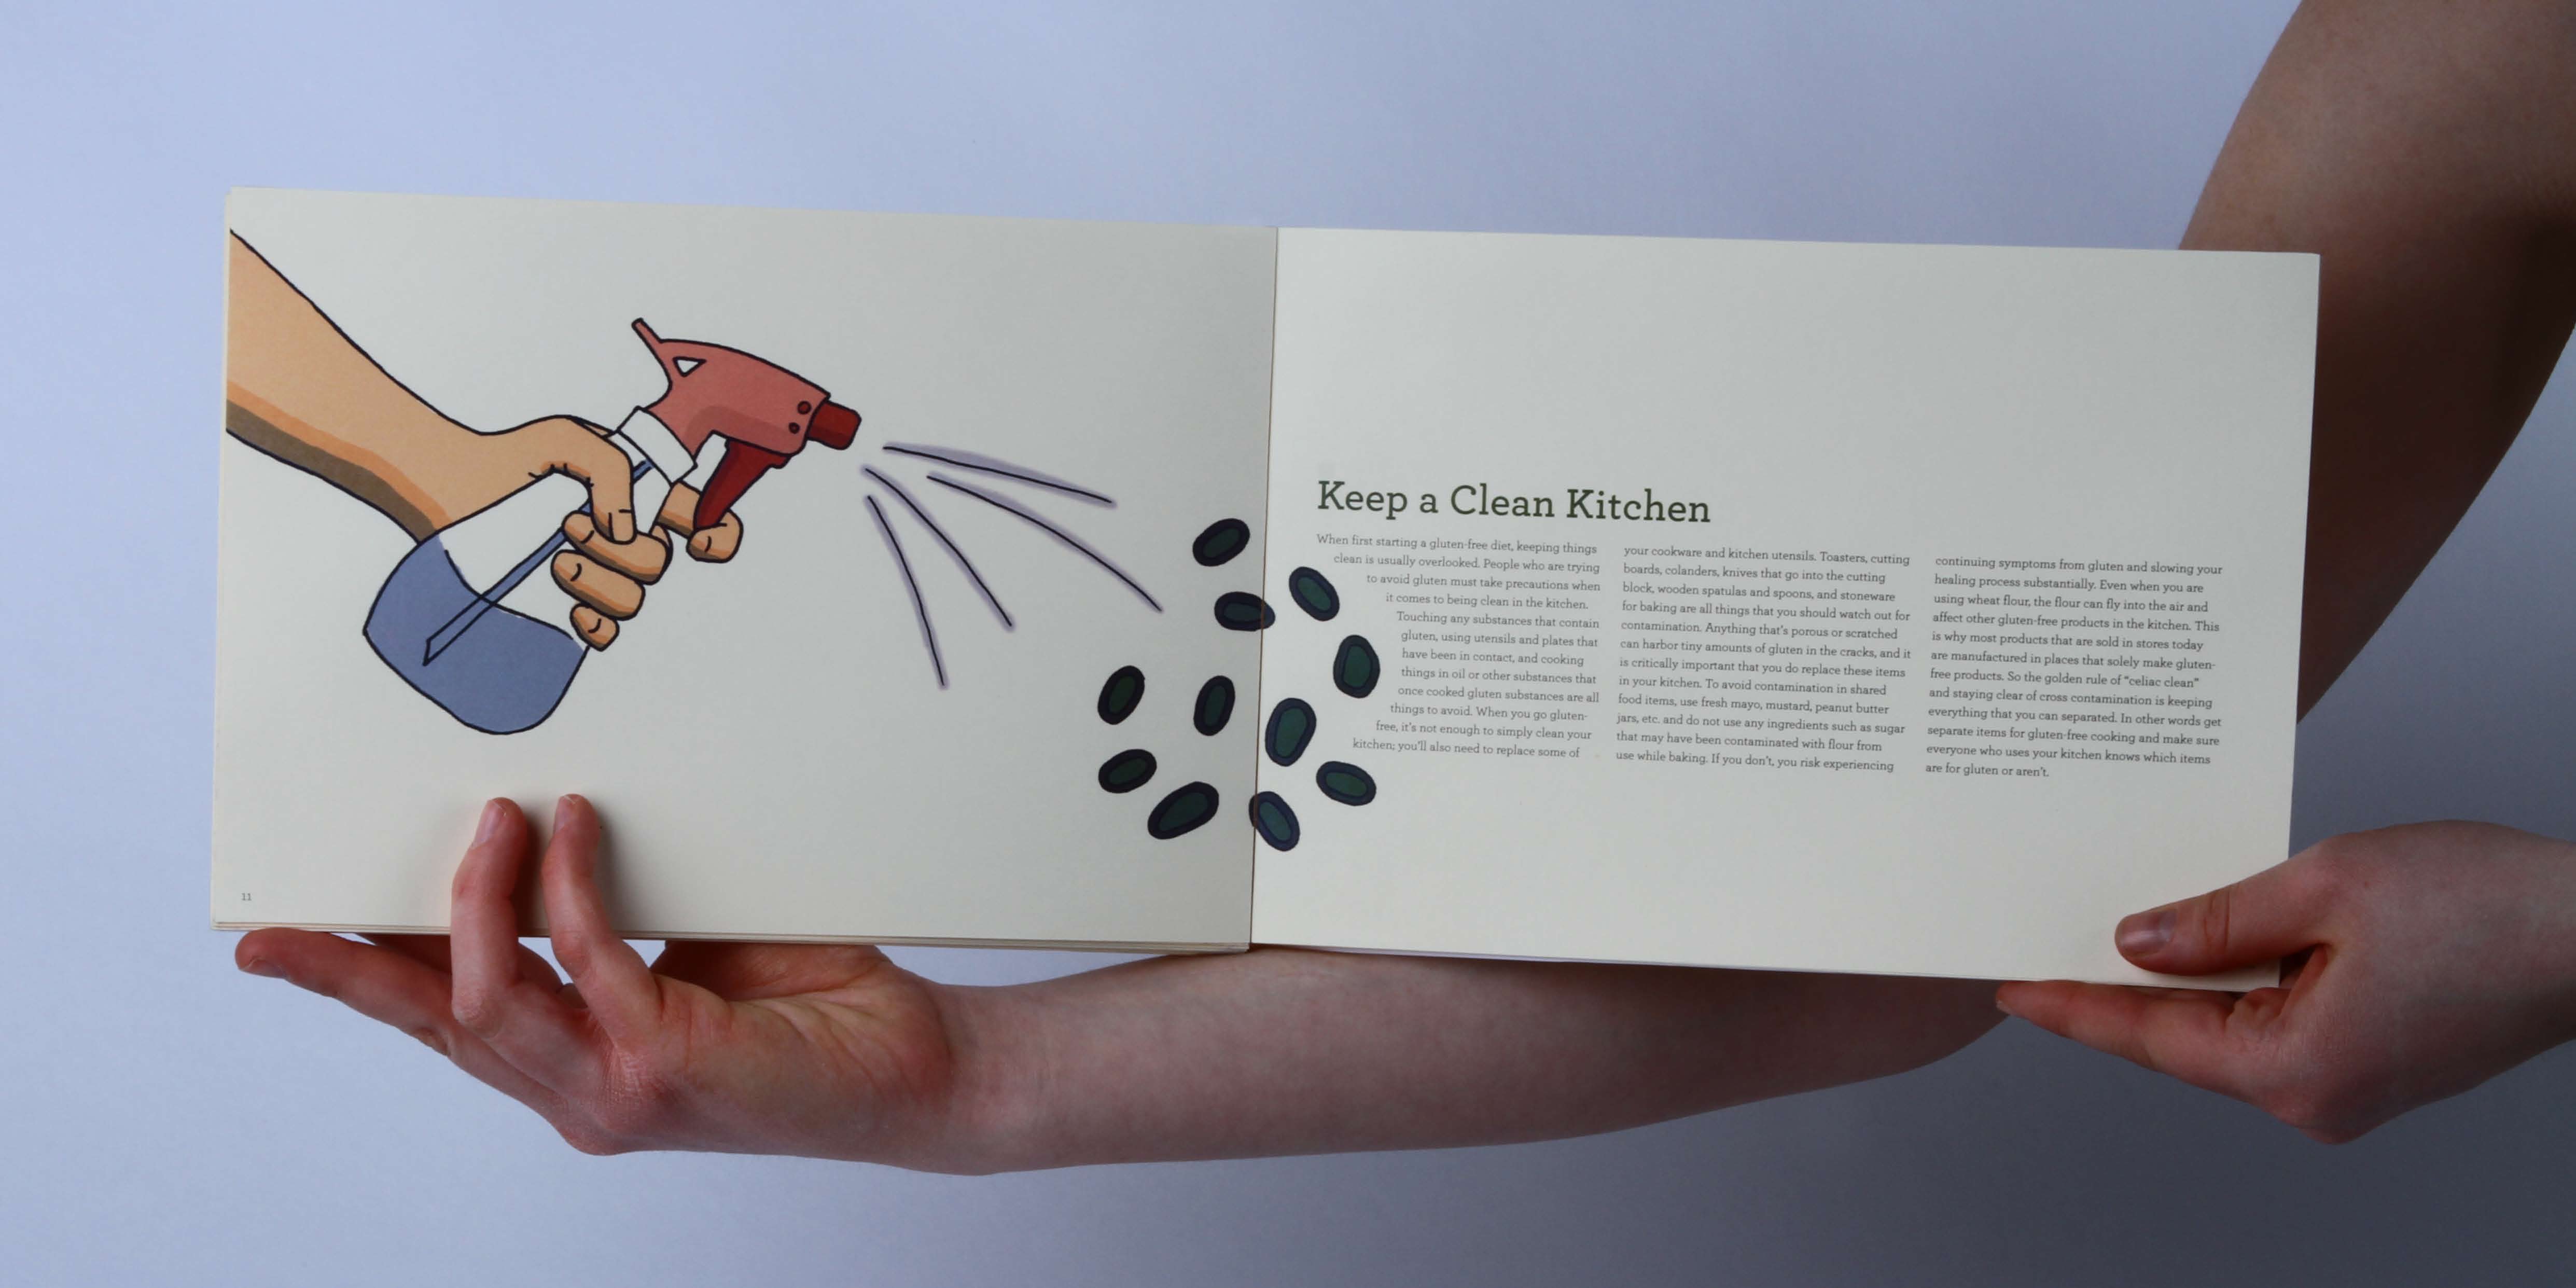 11
Keep a Clean Kitchen
When first starting a gluten-free diet, keeping things
clean is usually overlooked. People who are trying
to avoid gluten must take precautions when
it comes to being clean in the kitchen.
Touching any substances that contain
gluten, using utensils and plates that
have been in contact, and cooking
things in oil or other substances that
once cooked gluten substances are all
things to avoid. When you go gluten-
free, it's not enough to simply clean your
kitchen; you'll also need to replace some of
your cookware and kitchen utensils. Toasters, cutting
boards, colanders, knives that go into the cutting
block, wooden spatulas and spoons, and stoneware
for baking are all things that you should watch out for
contamination. Anything that's porous or scratched
can harbor tiny amounts of gluten in the cracks, and it
is critically important that you do replace these items
in your kitchen. To avoid contamination in shared
food items, use fresh mayo, mustard, peanut butter
jars, etc. and do not use any ingredients such as sugar
that may have been contaminated with flour from
use while baking. If you don't, you risk experiencing
continuing symptoms from gluten and slowing your
healing process substantially. Even when you are
using wheat flour, the flour can fly into the air and
affect other gluten-free products in the kitchen. This
is why most products that are sold in stores today
are manufactured in places that solely make gluten-
free products. So the golden rule of "celiac clean"
and staying clear of cross contamination is keeping
everything that you can separated. In other words get
separate items for gluten-free cooking and make sure
everyone who uses your kitchen knows which items
are for gluten or aren't.